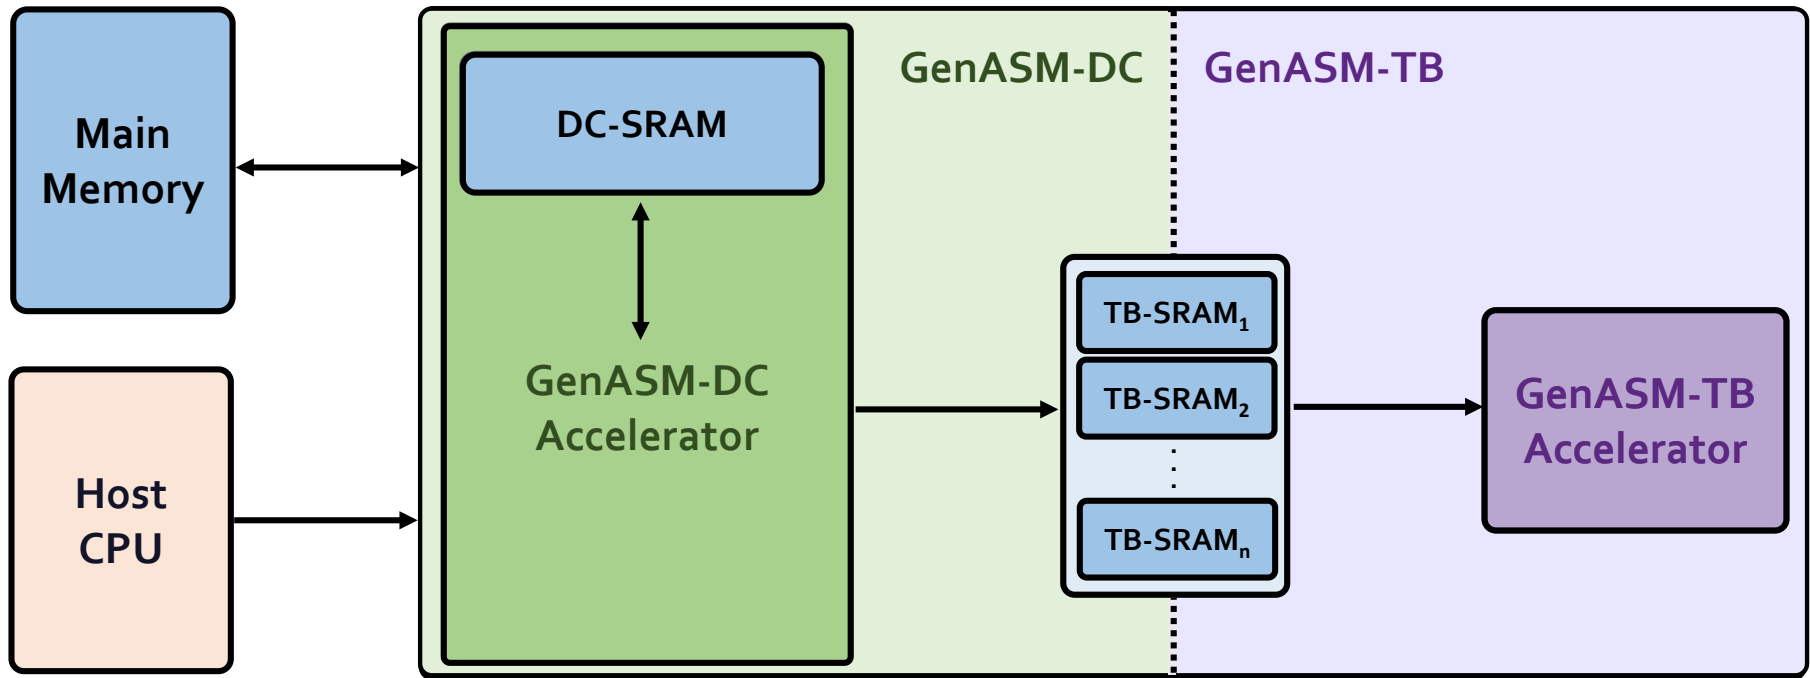 Main
Memory
Host
CPU
DC-SRAM
GenASM-DC
Accelerator
GenASM-DC
GenASM-TB
TB-SRAM₁
TB-SRAM₂
⋮
TB-SRAMₙ
GenASM-TB
Accelerator